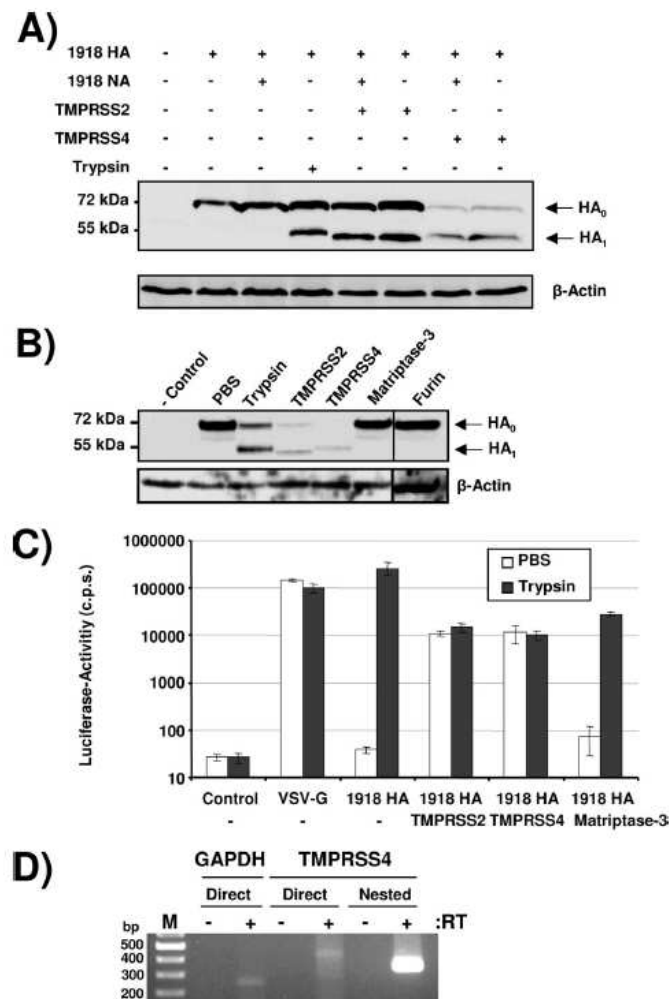 A)
1918 HA - + + + + + + +
1918 NA - - + - + - + -
TMPRSS2 - - - - + + - -
TMPRSS4 - - - - - - + +
Trypsin - - - + - - - -
72 kDa
55 kDa
HA0
HA1
β-Actin
B)
- Control PBS Trypsin TMPRSS2 TMPRSS4 Matriptase-3 Furin
72 kDa
55 kDa
HA0
HA1
β-Actin
C)
Luciferase-Activitiy (c.p.s.)
1000000
100000
10000
1000
100
10
PBS
Trypsin
Control VSV-G 1918 HA 1918 HA 1918 HA 1918 HA
- - - TMPRSS2 TMPRSS4 Matriptase-3
D)
GAPDH TMPRSS4
Direct Direct Nested
bp M - + - + - + :RT
500
400
300
200